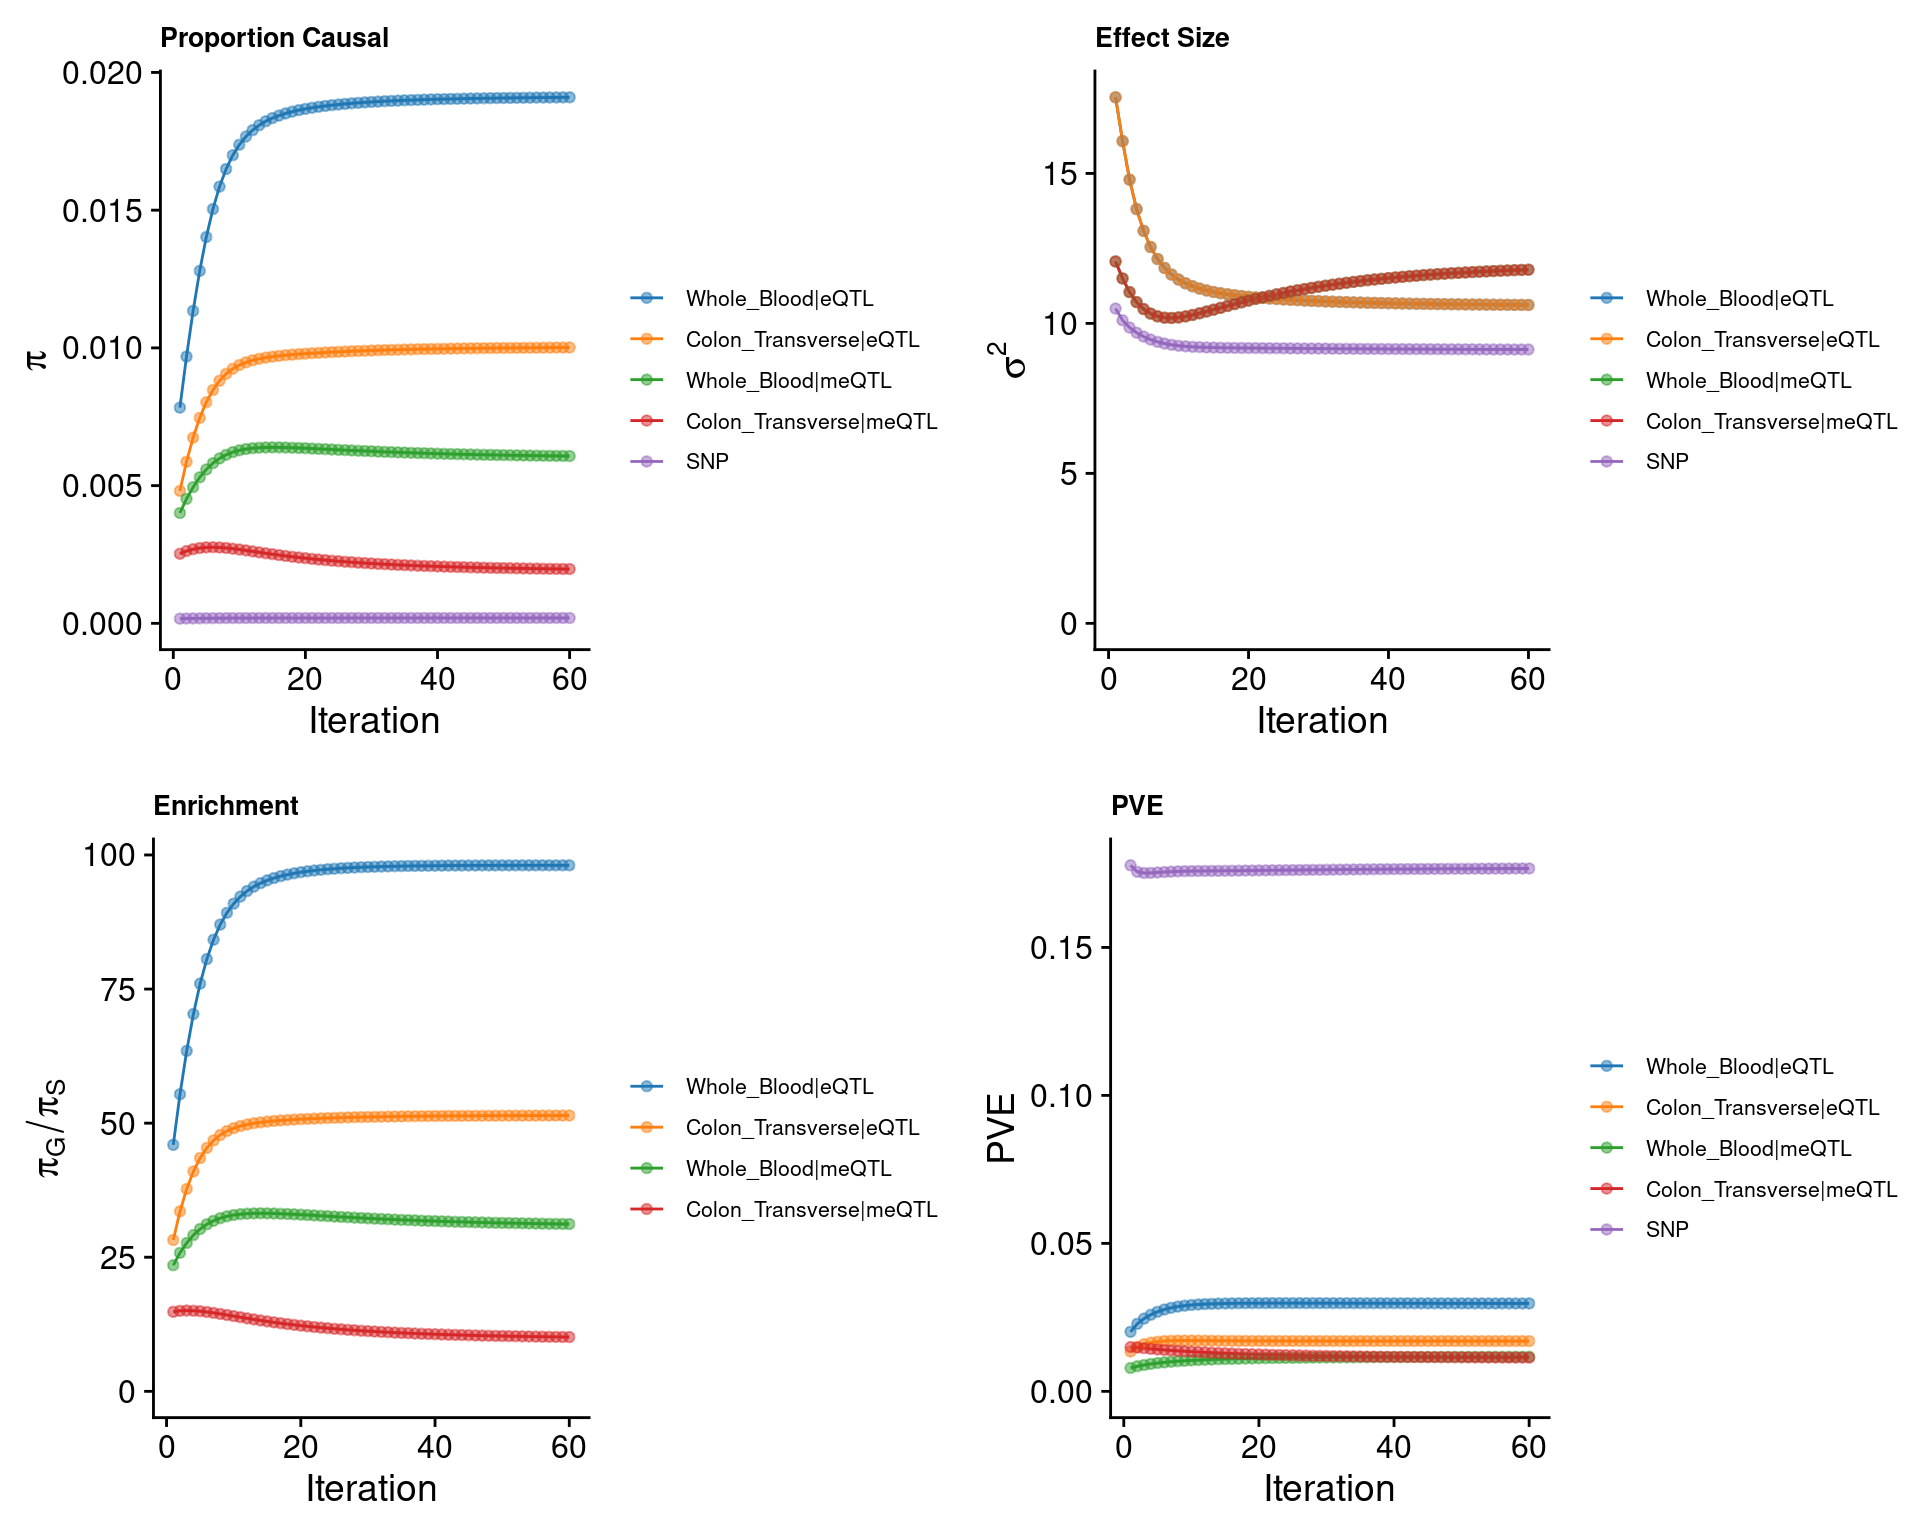 Proportion Causal
0.020
0.015
0.010
0.005
0.000
π
0 20 40 60
Iteration
Whole_Blood|eQTL
Colon_Transverse|eQTL
Whole_Blood|meQTL
Colon_Transverse|meQTL
SNP
Effect Size
15
10
5
0
σ²
0 20 40 60
Iteration
Whole_Blood|eQTL
Colon_Transverse|eQTL
Whole_Blood|meQTL
Colon_Transverse|meQTL
SNP
Enrichment
100
75
50
25
0
πG/πS
0 20 40 60
Iteration
Whole_Blood|eQTL
Colon_Transverse|eQTL
Whole_Blood|meQTL
Colon_Transverse|meQTL
PVE
0.15
0.10
0.05
0.00
PVE
0 20 40 60
Iteration
Whole_Blood|eQTL
Colon_Transverse|eQTL
Whole_Blood|meQTL
Colon_Transverse|meQTL
SNP